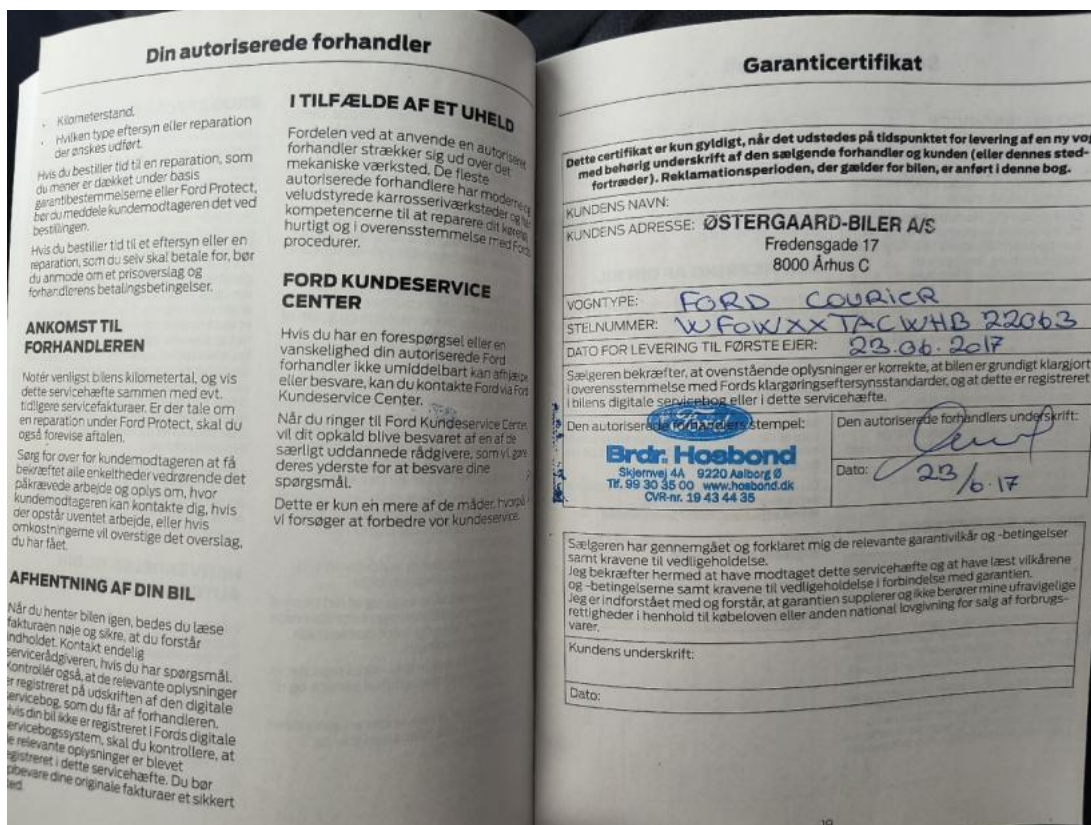 Din autoriserede forhandler
· Kilometerstand.
· Hvilken type eftersyn eller reparation
der ønskes udført.
Hvis du bestiller tid til en reparation, som
du mener er dækket under basis
garantibestemmelserne eller Ford Protect,
bør du meddele kundemodtageren det ved
bestillingen.
Hvis du bestiller tid til et eftersyn eller en
reparation, som du selv skal betale for, bør
du anmode om et prisoverslag og
forhandlerens betalingsbetingelser.
ANKOMST TIL
FORHANDLEREN
Notér venligst bilens kilometertal, og vis
dette servicehæfte sammen med evt.
tidligere servicefakturaer. Er der tale om
en reparation under Ford Protect, skal du
også forevise aftalen.
Sørg for over for kundemodtageren at få
bekræftet alle enkeltheder vedrørende det
påkrævede arbejde og oplys om, hvor
kundemodtageren kan kontakte dig, hvis
der opstår uventet arbejde, eller hvis
omkostningerne vil overstige det overslag,
du har fået.
AFHENTNING AF DIN BIL
Når du henter bilen igen, bedes du læse
fakturaen nøje og sikre, at du forstår
indholdet. Kontakt endelig
servicerådgiveren, hvis du har spørgsmål.
Kontrollér også, at de relevante oplysninger
er registreret på udskriften af den digitale
servicebog, som du får af forhandleren.
Hvis din bil ikke er registreret i Fords digitale
servicebogssystem, skal du kontrollere, at
de relevante oplysninger er blevet
registreret i dette servicehæfte. Du bør
opbevare dine originale fakturaer et sikkert
sted.
I TILFÆLDE AF ET UHELD
Fordelen ved at anvende en autoriseret
forhandler strækker sig ud over det
mekaniske værksted. De fleste
autoriserede forhandlere har moderne og
veludstyrede karrosseriværksteder og har
kompetencerne til at reparere dit køretøj
hurtigt og i overensstemmelse med Fords
procedurer.
FORD KUNDESERVICE
CENTER
Hvis du har en forespørgsel eller en
vanskelighed din autoriserede Ford
forhandler ikke umiddelbart kan afhjælpe
eller besvare, kan du kontakte Ford via Ford
Kundeservice Center.
Når du ringer til Ford Kundeservice Center,
vil dit opkald blive besvaret af en af de
særligt uddannede rådgivere, som vil gøre
deres yderste for at besvare dine
spørgsmål.
Dette er kun en mere af de måder, hvorpå
vi forsøger at forbedre vor kundeservice.
Garanticertifikat
Dette certifikat er kun gyldigt, når det udstedes på tidspunktet for levering af en ny vog
med behørig underskrift af den sælgende forhandler og kunden (eller dennes sted-
fortræder). Reklamationsperioden, der gælder for bilen, er anført i denne bog.
KUNDENS NAVN:
KUNDENS ADRESSE: ØSTERGAARD-BILER A/S
Fredensgade 17
8000 Århus C
VOGNTYPE: FORD COURIER
STELNUMMER: WF0WXXTACWHB 22063
DATO FOR LEVERING TIL FØRSTE EJER: 23.06.2017
Sælgeren bekræfter, at ovenstående oplysninger er korrekte, at bilen er grundigt klargjort
i overensstemmelse med Fords klargøringseftersynsstandarder, og at dette er registreret
i bilens digitale servicebog eller i dette servicehæfte.
Den autoriserede forhandlers stempel:
Ford
Brdr. Hosbond
Skjernvej 4A 9220 Aalborg Ø
Tlf. 99 30 35 00 www.hosbond.dk
CVR-nr. 19 43 44 35
Den autoriserede forhandlers underskrift:
Dato: 23/6-17
Sælgeren har gennemgået og forklaret mig de relevante garantivilkår og -betingelser
samt kravene til vedligeholdelse.
Jeg bekræfter hermed at have modtaget dette servicehæfte og at have læst vilkårene
og -betingelserne samt kravene til vedligeholdelse i forbindelse med garantien.
Jeg er indforstået med og forstår, at garantien supplerer og ikke berører mine ufravigelige
rettigheder i henhold til købeloven eller anden national lovgivning for salg af forbrugs-
varer.
Kundens underskrift:
Dato: